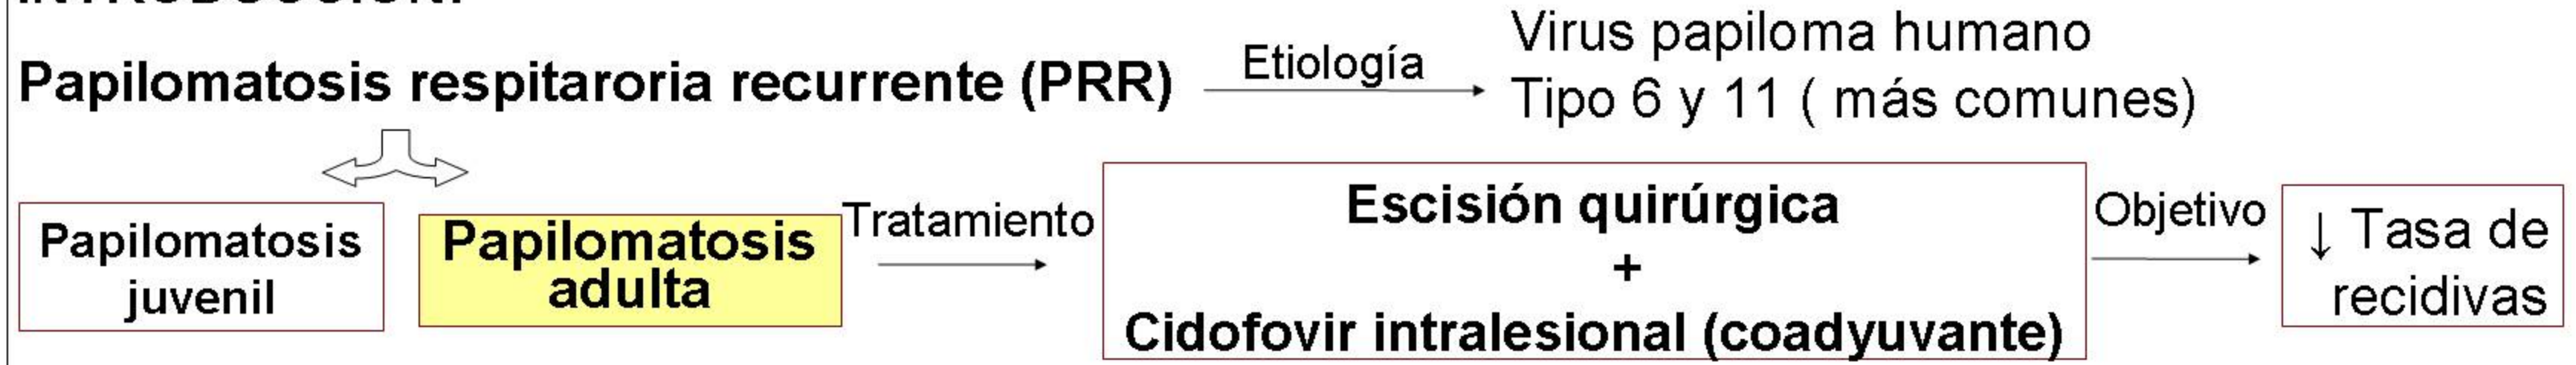 Papilomatosis respitaroria recurrente (PRR)
Etiología
Virus papiloma humano
Tipo 6 y 11 ( más comunes)
Papilomatosis
juvenil
Papilomatosis
adulta
Tratamiento
Escisión quirúrgica
+
Cidofovir intralesional (coadyuvante)
Objetivo
↓ Tasa de
recidivas